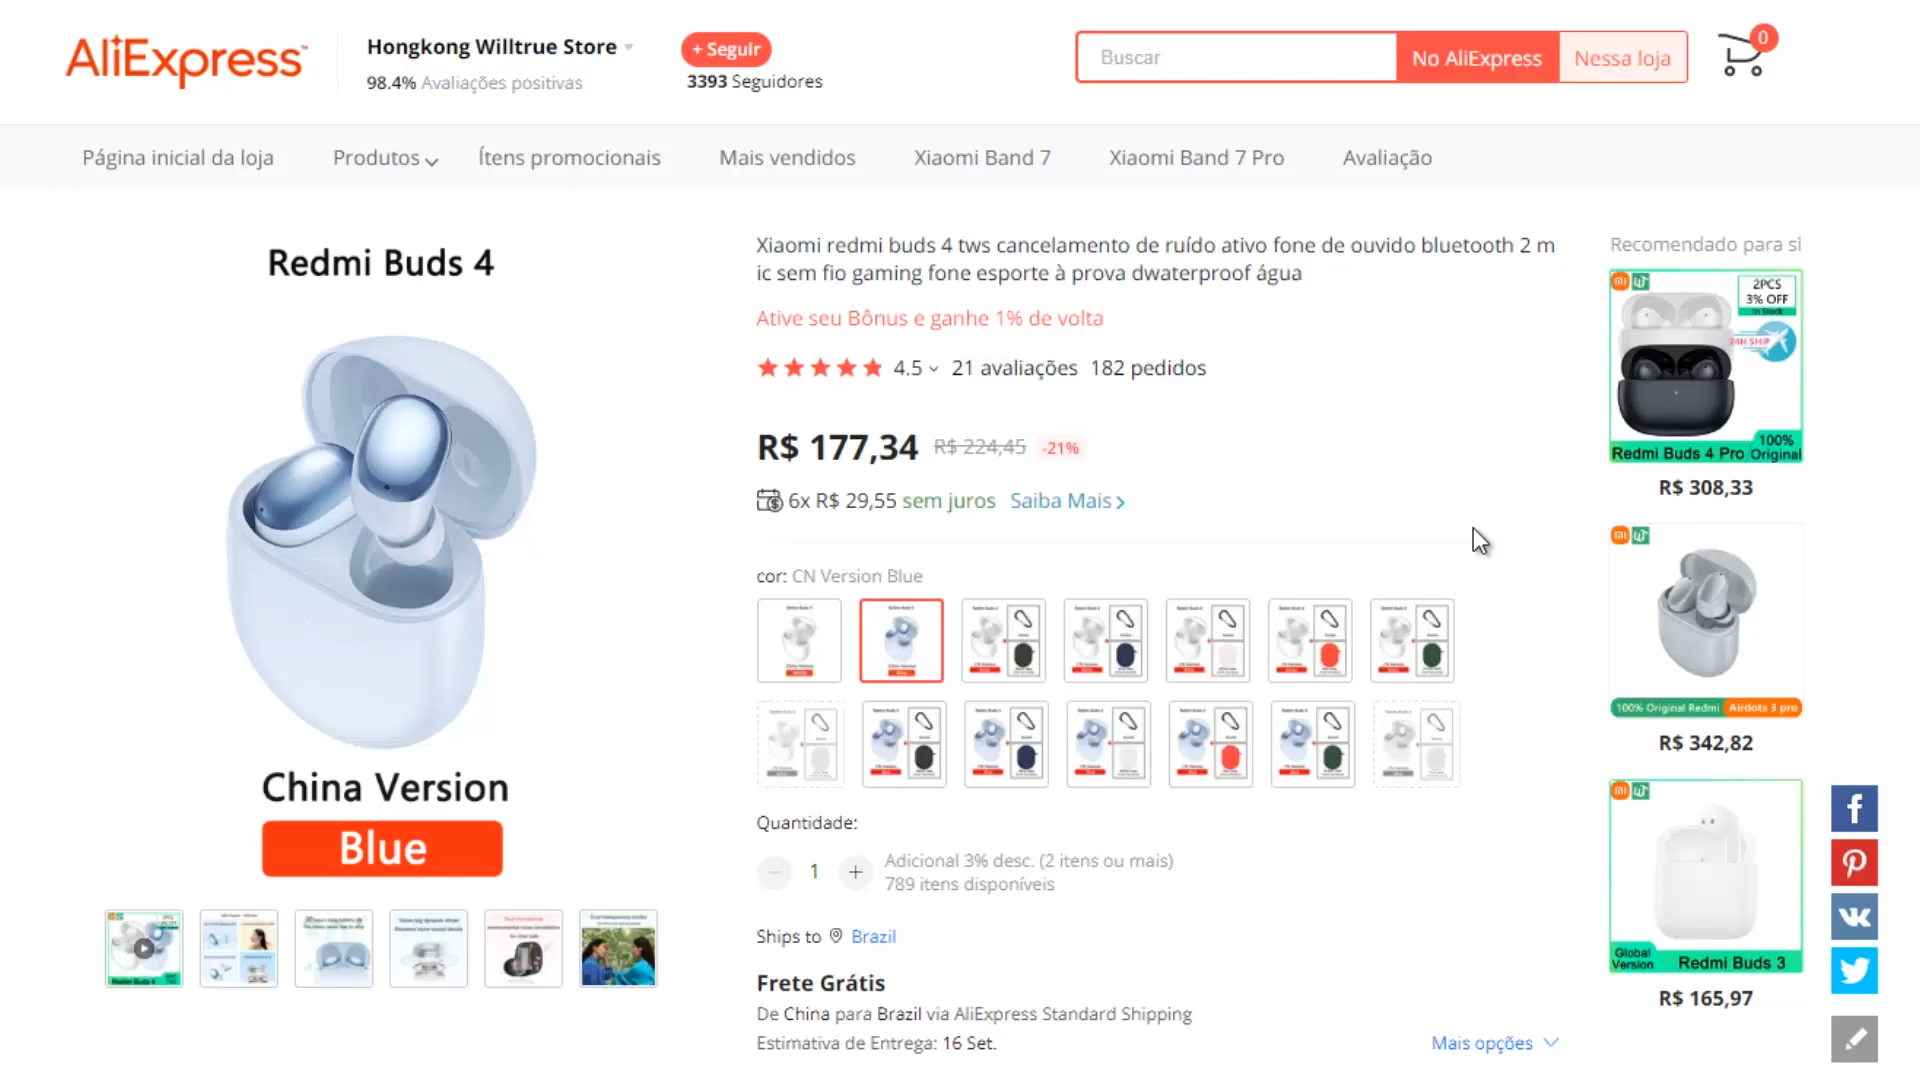 AliExpress™
Hongkong Willtrue Store
98.4% Avaliações positivas
+ Seguir
3393 Seguidores
Buscar
No AliExpress
Nessa loja
0
Página inicial da loja
Produtos
Ítens promocionais
Mais vendidos
Xiaomi Band 7
Xiaomi Band 7 Pro
Avaliação
Redmi Buds 4
China Version
Blue
Xiaomi redmi buds 4 tws cancelamento de ruído ativo fone de ouvido bluetooth 2 m
ic sem fio gaming fone esporte à prova dwaterproof água
Ative seu Bônus e ganhe 1% de volta
4.5 21 avaliações 182 pedidos
R$ 177,34 R$ 224,45 -21%
6x R$ 29,55 sem juros Saiba Mais
cor: CN Version Blue
Quantidade:
1
Adicional 3% desc. (2 itens ou mais)
789 itens disponíveis
Ships to Brazil
Frete Grátis
De China para Brazil via AliExpress Standard Shipping
Estimativa de Entrega: 16 Set.
Mais opções
Recomendado para si
2PCS
3% OFF
In Stock
24H SHIP
100%
Redmi Buds 4 Pro Original
R$ 308,33
100% Original Redmi Airdots 3 pro
R$ 342,82
Global
Version
Redmi Buds 3
R$ 165,97